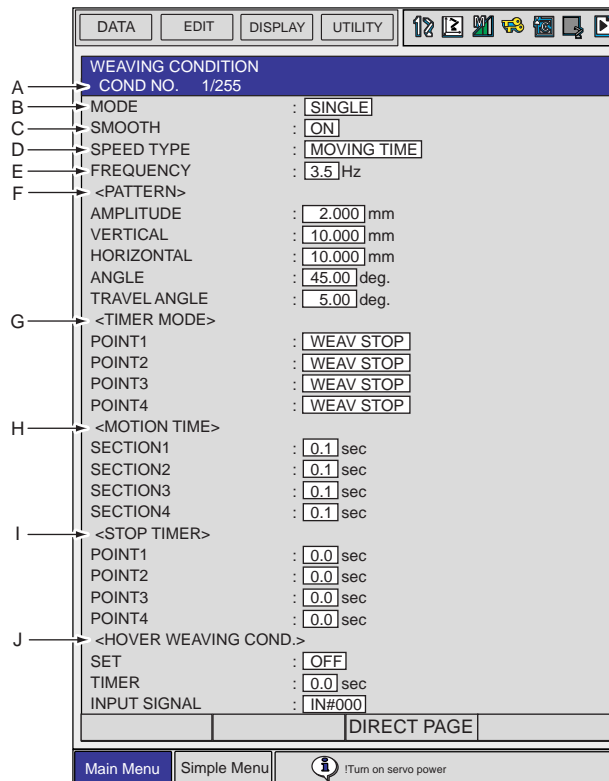 DATA EDIT DISPLAY UTILITY
WEAVING CONDITION
A COND NO. 1/255
B MODE : SINGLE
C SMOOTH : ON
D SPEED TYPE : MOVING TIME
E FREQUENCY : 3.5 Hz
F <PATTERN>
AMPLITUDE : 2.000 mm
VERTICAL : 10.000 mm
HORIZONTAL : 10.000 mm
ANGLE : 45.00 deg.
TRAVEL ANGLE : 5.00 deg.
G <TIMER MODE>
POINT1 : WEAV STOP
POINT2 : WEAV STOP
POINT3 : WEAV STOP
POINT4 : WEAV STOP
H <MOTION TIME>
SECTION1 : 0.1 sec
SECTION2 : 0.1 sec
SECTION3 : 0.1 sec
SECTION4 : 0.1 sec
I <STOP TIMER>
POINT1 : 0.0 sec
POINT2 : 0.0 sec
POINT3 : 0.0 sec
POINT4 : 0.0 sec
J <HOVER WEAVING COND.>
SET : OFF
TIMER : 0.0 sec
INPUT SIGNAL : IN#000
DIRECT PAGE
Main Menu Simple Menu !Turn on servo power